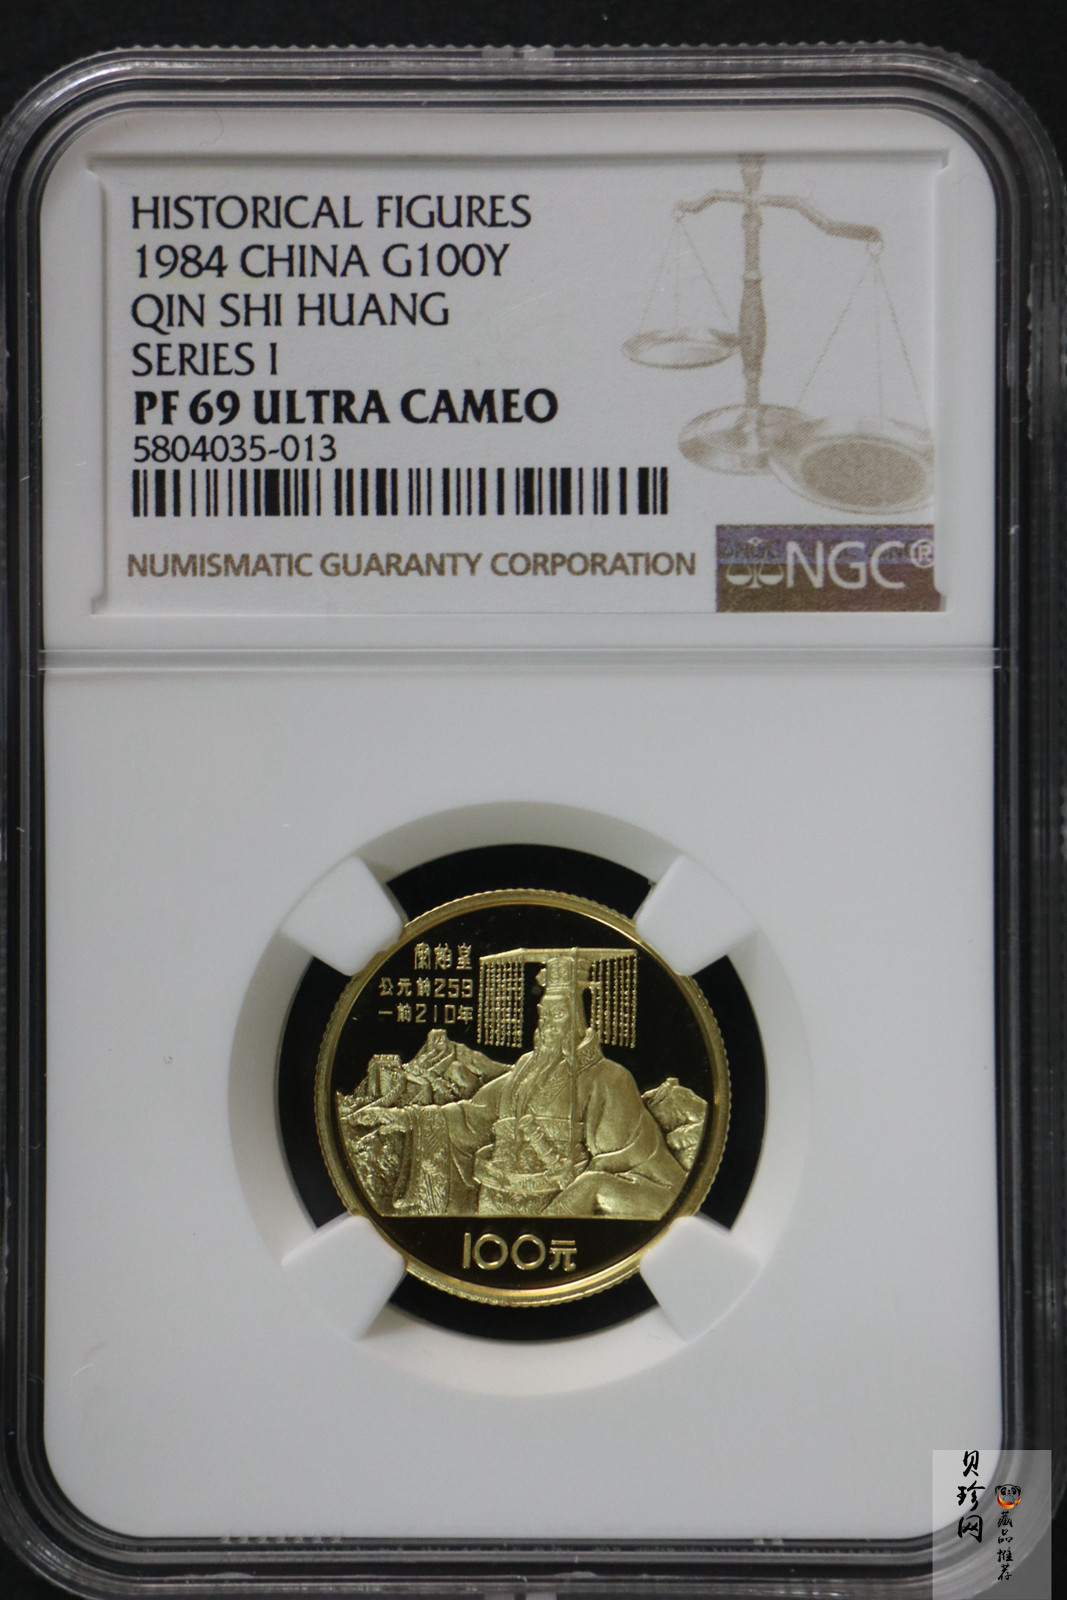 HISTORICAL FIGURES
1984 CHINA G100Y
QIN SHI HUANG
SERIES I
PF 69 ULTRA CAMEO
5804035-013
NUMISMATIC GUARANTY CORPORATION
NGC®
秦始皇
公元前259
一前210年
100元
贝珍网
藏品推荐